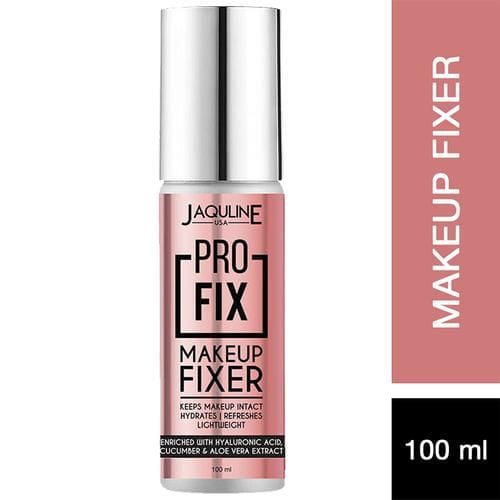 JAQULINE
USA
PRO
FIX
MAKEUP
FIXER
KEEPS MAKEUP INTACT
HYDRATES | REFRESHES
LIGHTWEIGHT
ENRICHED WITH HYALURONIC ACID,
CUCUMBER & ALOE VERA EXTRACT
100 ml
MAKEUP FIXER
100 ml